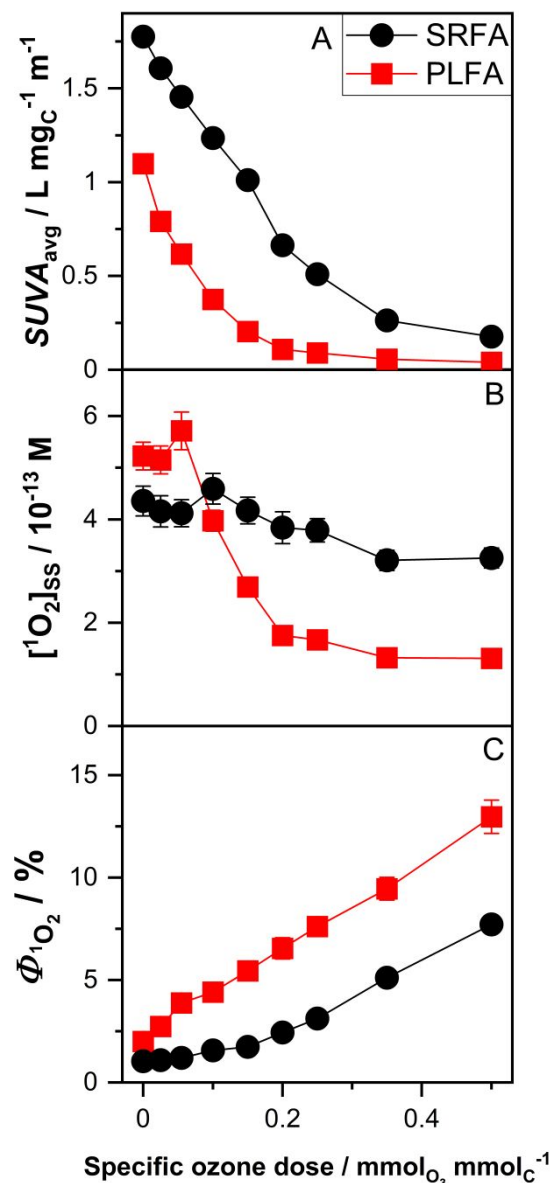 A
SRFA
PLFA
SUVAavg / L mgC⁻¹ m⁻¹
1.5
1
0.5
0
B
[¹O₂]SS / 10⁻¹³ M
6
4
2
0
C
Φ¹O₂ / %
15
10
5
0
0 0.2 0.4
Specific ozone dose / mmolO₃ mmolC⁻¹